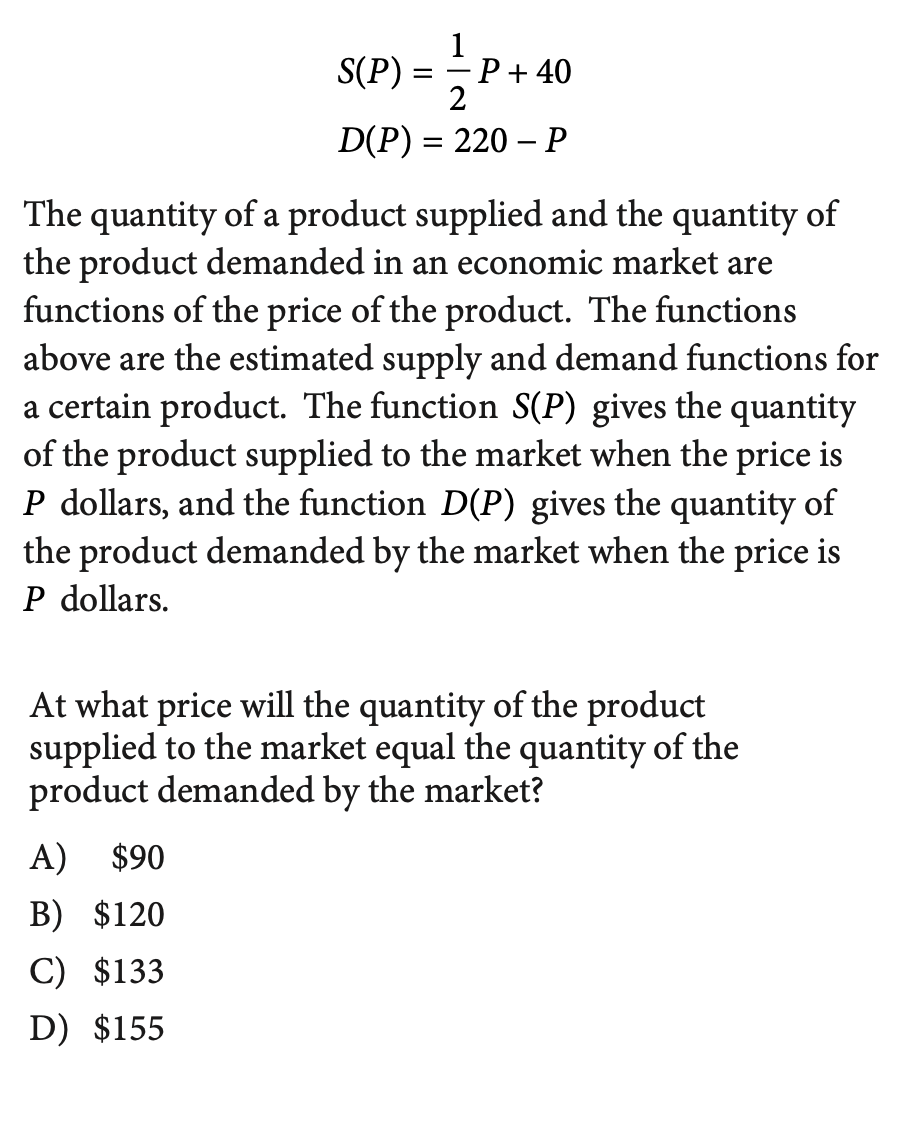 S(P) = 1/2 P + 40
D(P) = 220 – P
The quantity of a product supplied and the quantity of
the product demanded in an economic market are
functions of the price of the product. The functions
above are the estimated supply and demand functions for
a certain product. The function S(P) gives the quantity
of the product supplied to the market when the price is
P dollars, and the function D(P) gives the quantity of
the product demanded by the market when the price is
P dollars.
At what price will the quantity of the product
supplied to the market equal the quantity of the
product demanded by the market?
A) $90
B) $120
C) $133
D) $155